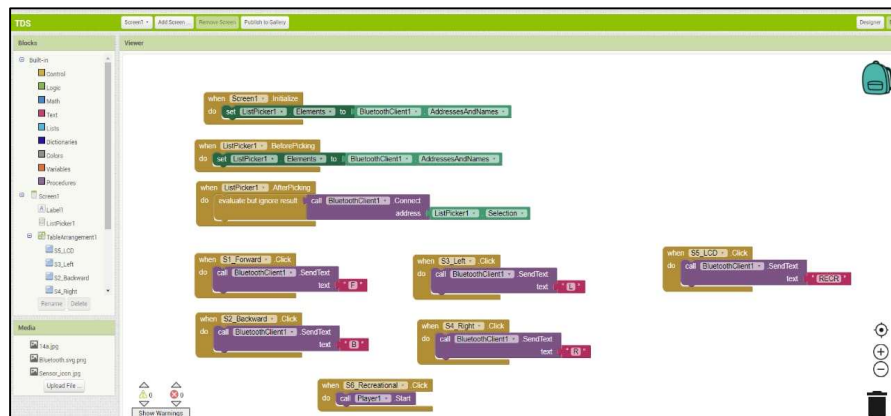 TDS
Screen1
Add Screen ...
Remove Screen
Publish to Gallery
Designer
Blocks
Viewer
Built-in
Control
Logic
Math
Text
Lists
Dictionaries
Colors
Variables
Procedures
Screen1
Label1
ListPicker1
TableArrangement1
S5_LCD
S3_Left
S2_Backward
S4_Right
Rename Delete
Media
14a.jpg
Bluetooth.svg.png
Sensor_icon.jpg
Upload File ...
when Screen1 .Initialize
do set ListPicker1 . Elements to BluetoothClient1 . AddressesAndNames
when ListPicker1 .BeforePicking
do set ListPicker1 . Elements to BluetoothClient1 . AddressesAndNames
when ListPicker1 .AfterPicking
do evaluate but ignore result call BluetoothClient1 .Connect
address ListPicker1 . Selection
when S1_Forward .Click
do call BluetoothClient1 .SendText
text " F "
when S3_Left .Click
do call BluetoothClient1 .SendText
text " L "
when S5_LCD .Click
do call BluetoothClient1 .SendText
text " RECR "
when S2_Backward .Click
do call BluetoothClient1 .SendText
text " B "
when S4_Right .Click
do call BluetoothClient1 .SendText
text " R "
when S6_Recreational .Click
do call Player1 .Start
0 0
Show Warnings